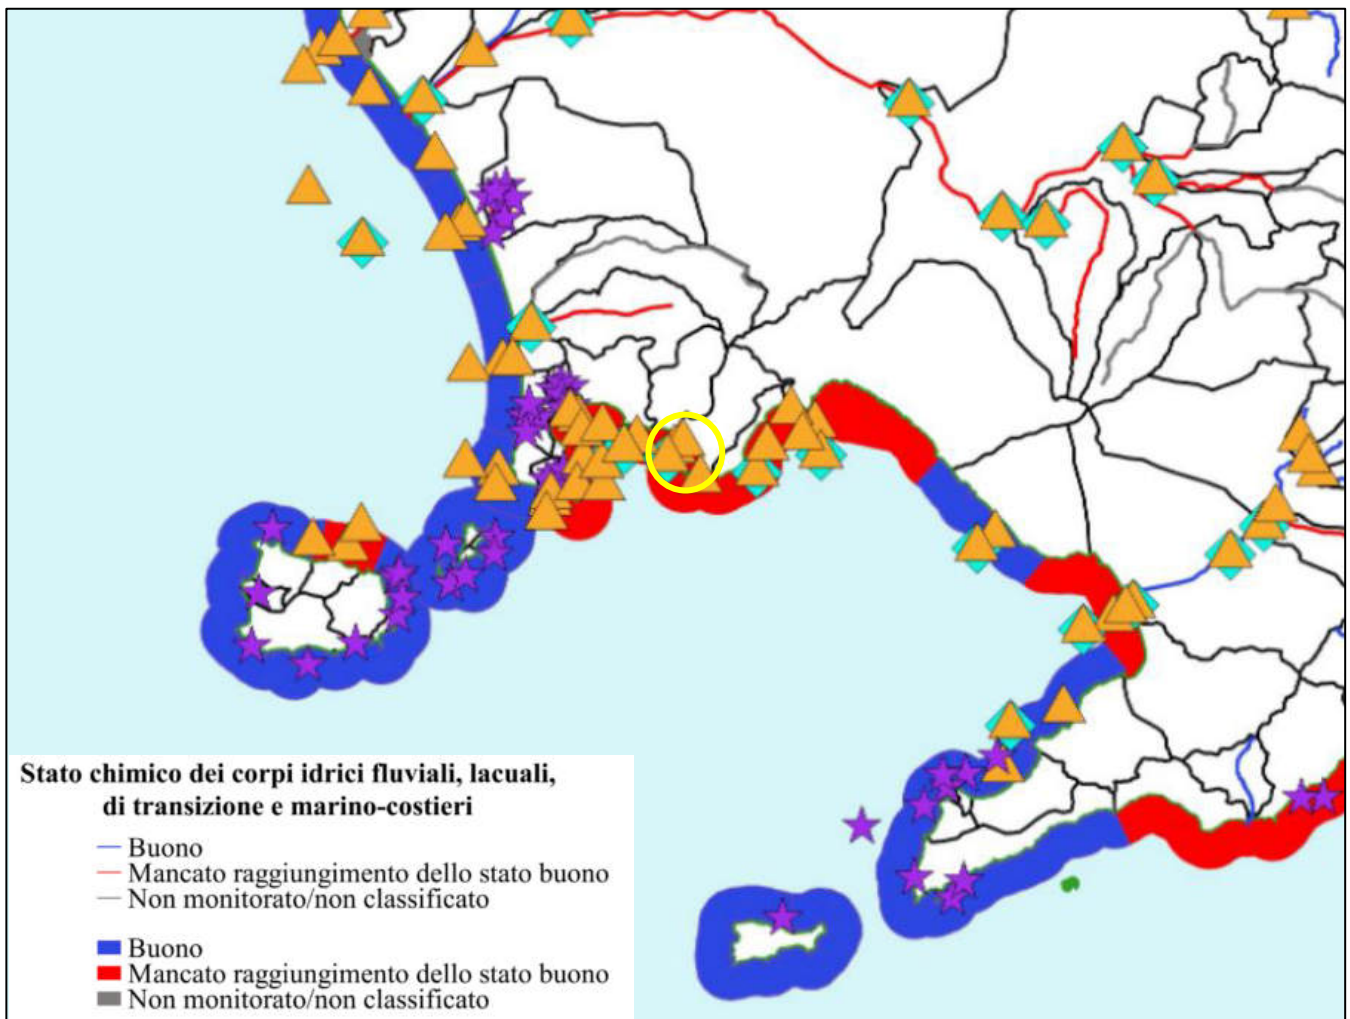 Stato chimico dei corpi idrici fluviali, lacuali,
di transizione e marino-costieri
Buono
Mancato raggiungimento dello stato buono
Non monitorato/non classificato
Buono
Mancato raggiungimento dello stato buono
Non monitorato/non classificato